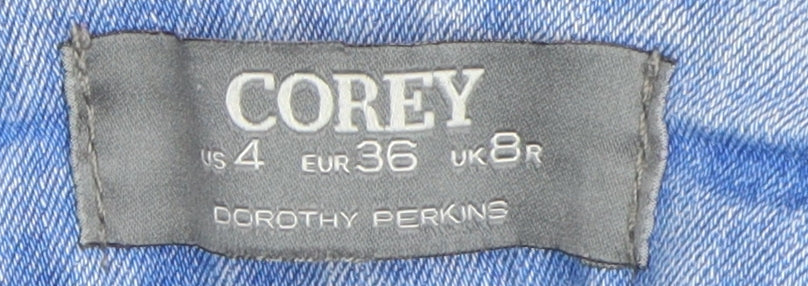 COREY
US 4 EUR 36 UK 8R
DOROTHY PERKINS